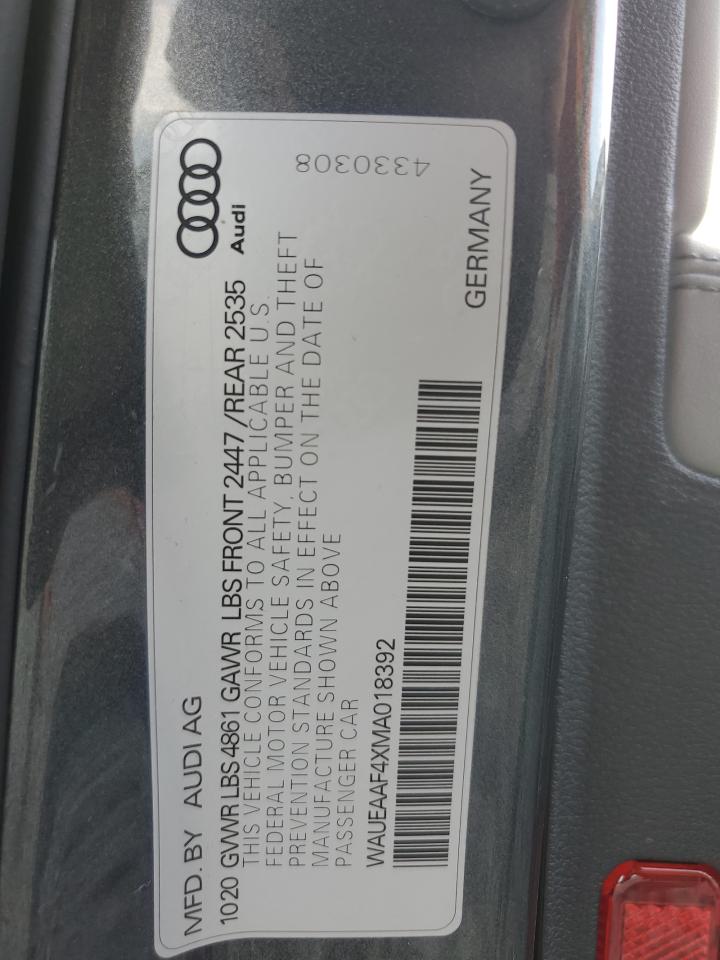 MFD. BY AUDI AG
Audi
1020 GVWR LBS 4861 GAWR LBS FRONT 2447 /REAR 2535
THIS VEHICLE CONFORMS TO ALL APPLICABLE U.S.
FEDERAL MOTOR VEHICLE SAFETY, BUMPER AND THEFT
PREVENTION STANDARDS IN EFFECT ON THE DATE OF
MANUFACTURE SHOWN ABOVE
PASSENGER CAR
4330308
WAUEAAF4XMA018392
GERMANY